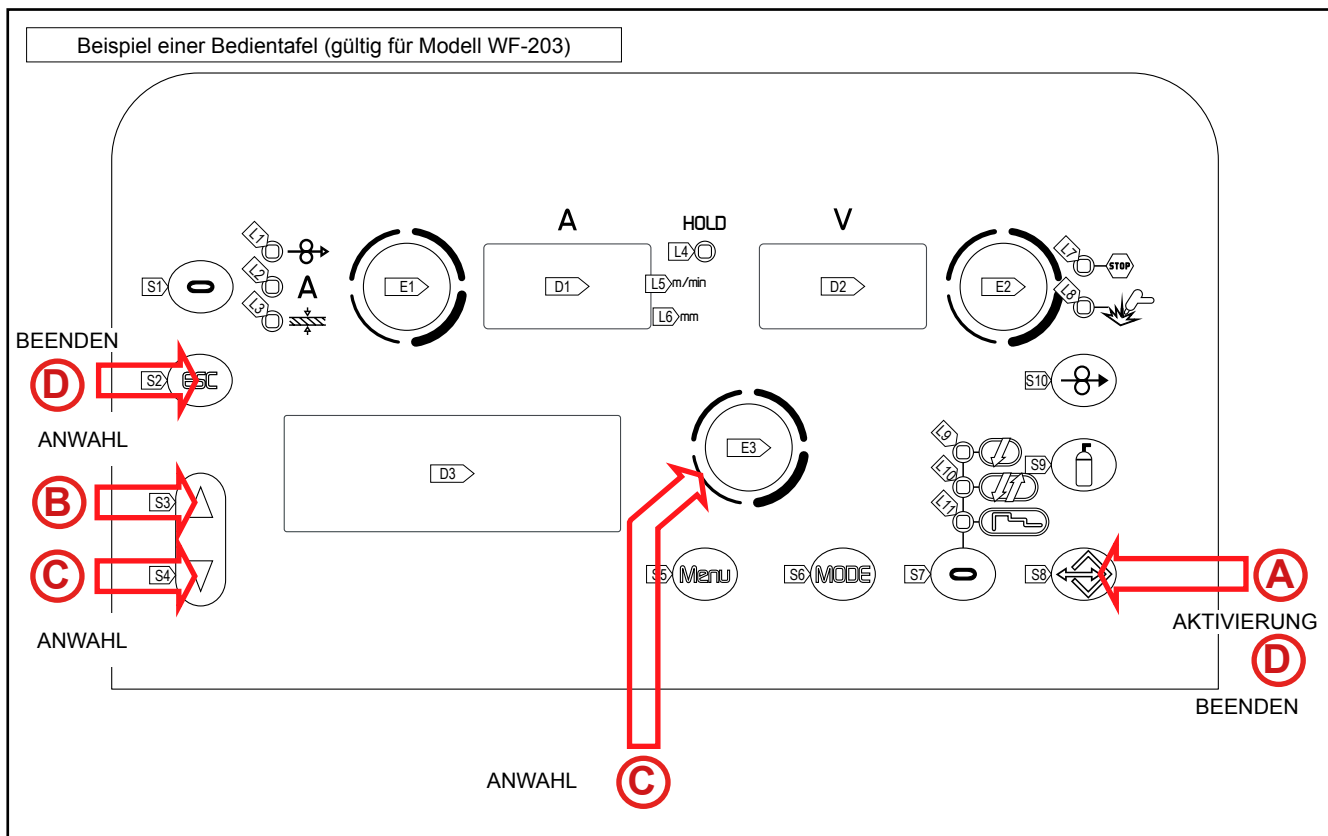 Beispiel einer Bedientafel (gültig für Modell WF-203)
A
HOLD
V
L1
L2
A
L3
S1
E1
D1
L4
L5 m/min
L6 mm
D2
E2
L7
STOP
L8
BEENDEN
D
S2
ESC
S10
ANWAHL
B
S3
D3
E3
L9
L10
L11
S9
C
S4
ANWAHL
S5
Menu
S6
MODE
S7
S8
A
AKTIVIERUNG
D
BEENDEN
ANWAHL
C